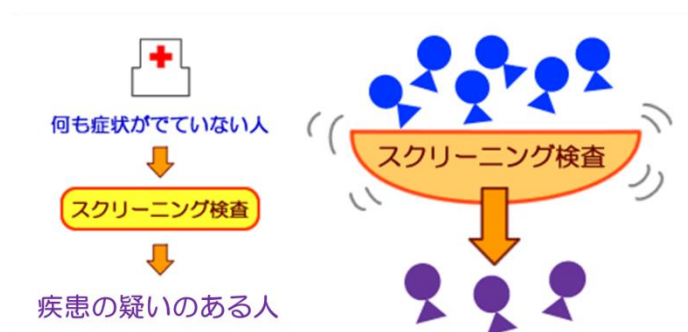 何も症状がでていない人
スクリーニング検査
疾患の疑いのある人
スクリーニング検査